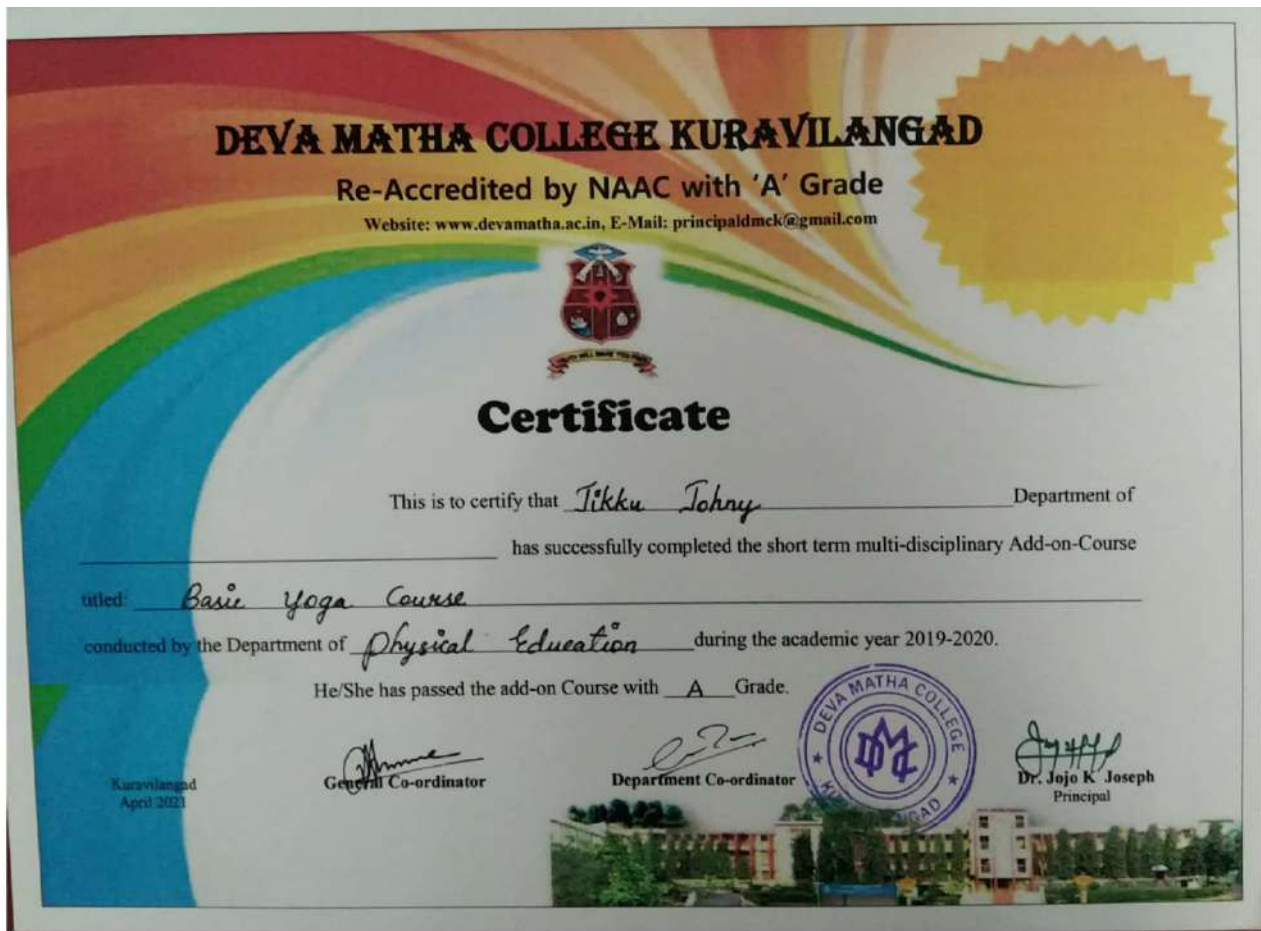 DEVA MATHA COLLEGE KURAVILANGAD
Re-Accredited by NAAC with 'A' Grade
Website: www.devamatha.ac.in, E-Mail: principaldmck@gmail.com
Certificate
This is to certify that Jikku Johny Department of
has successfully completed the short term multi-disciplinary Add-on-Course
titled: Basic Yoga Course
conducted by the Department of Physical Education during the academic year 2019-2020.
He/She has passed the add-on Course with A Grade.
DEVA MATHA COLLEGE
DMC
Kuravilangad
April 2021
General Co-ordinator
Department Co-ordinator
Dr. Jojo K Joseph
Principal